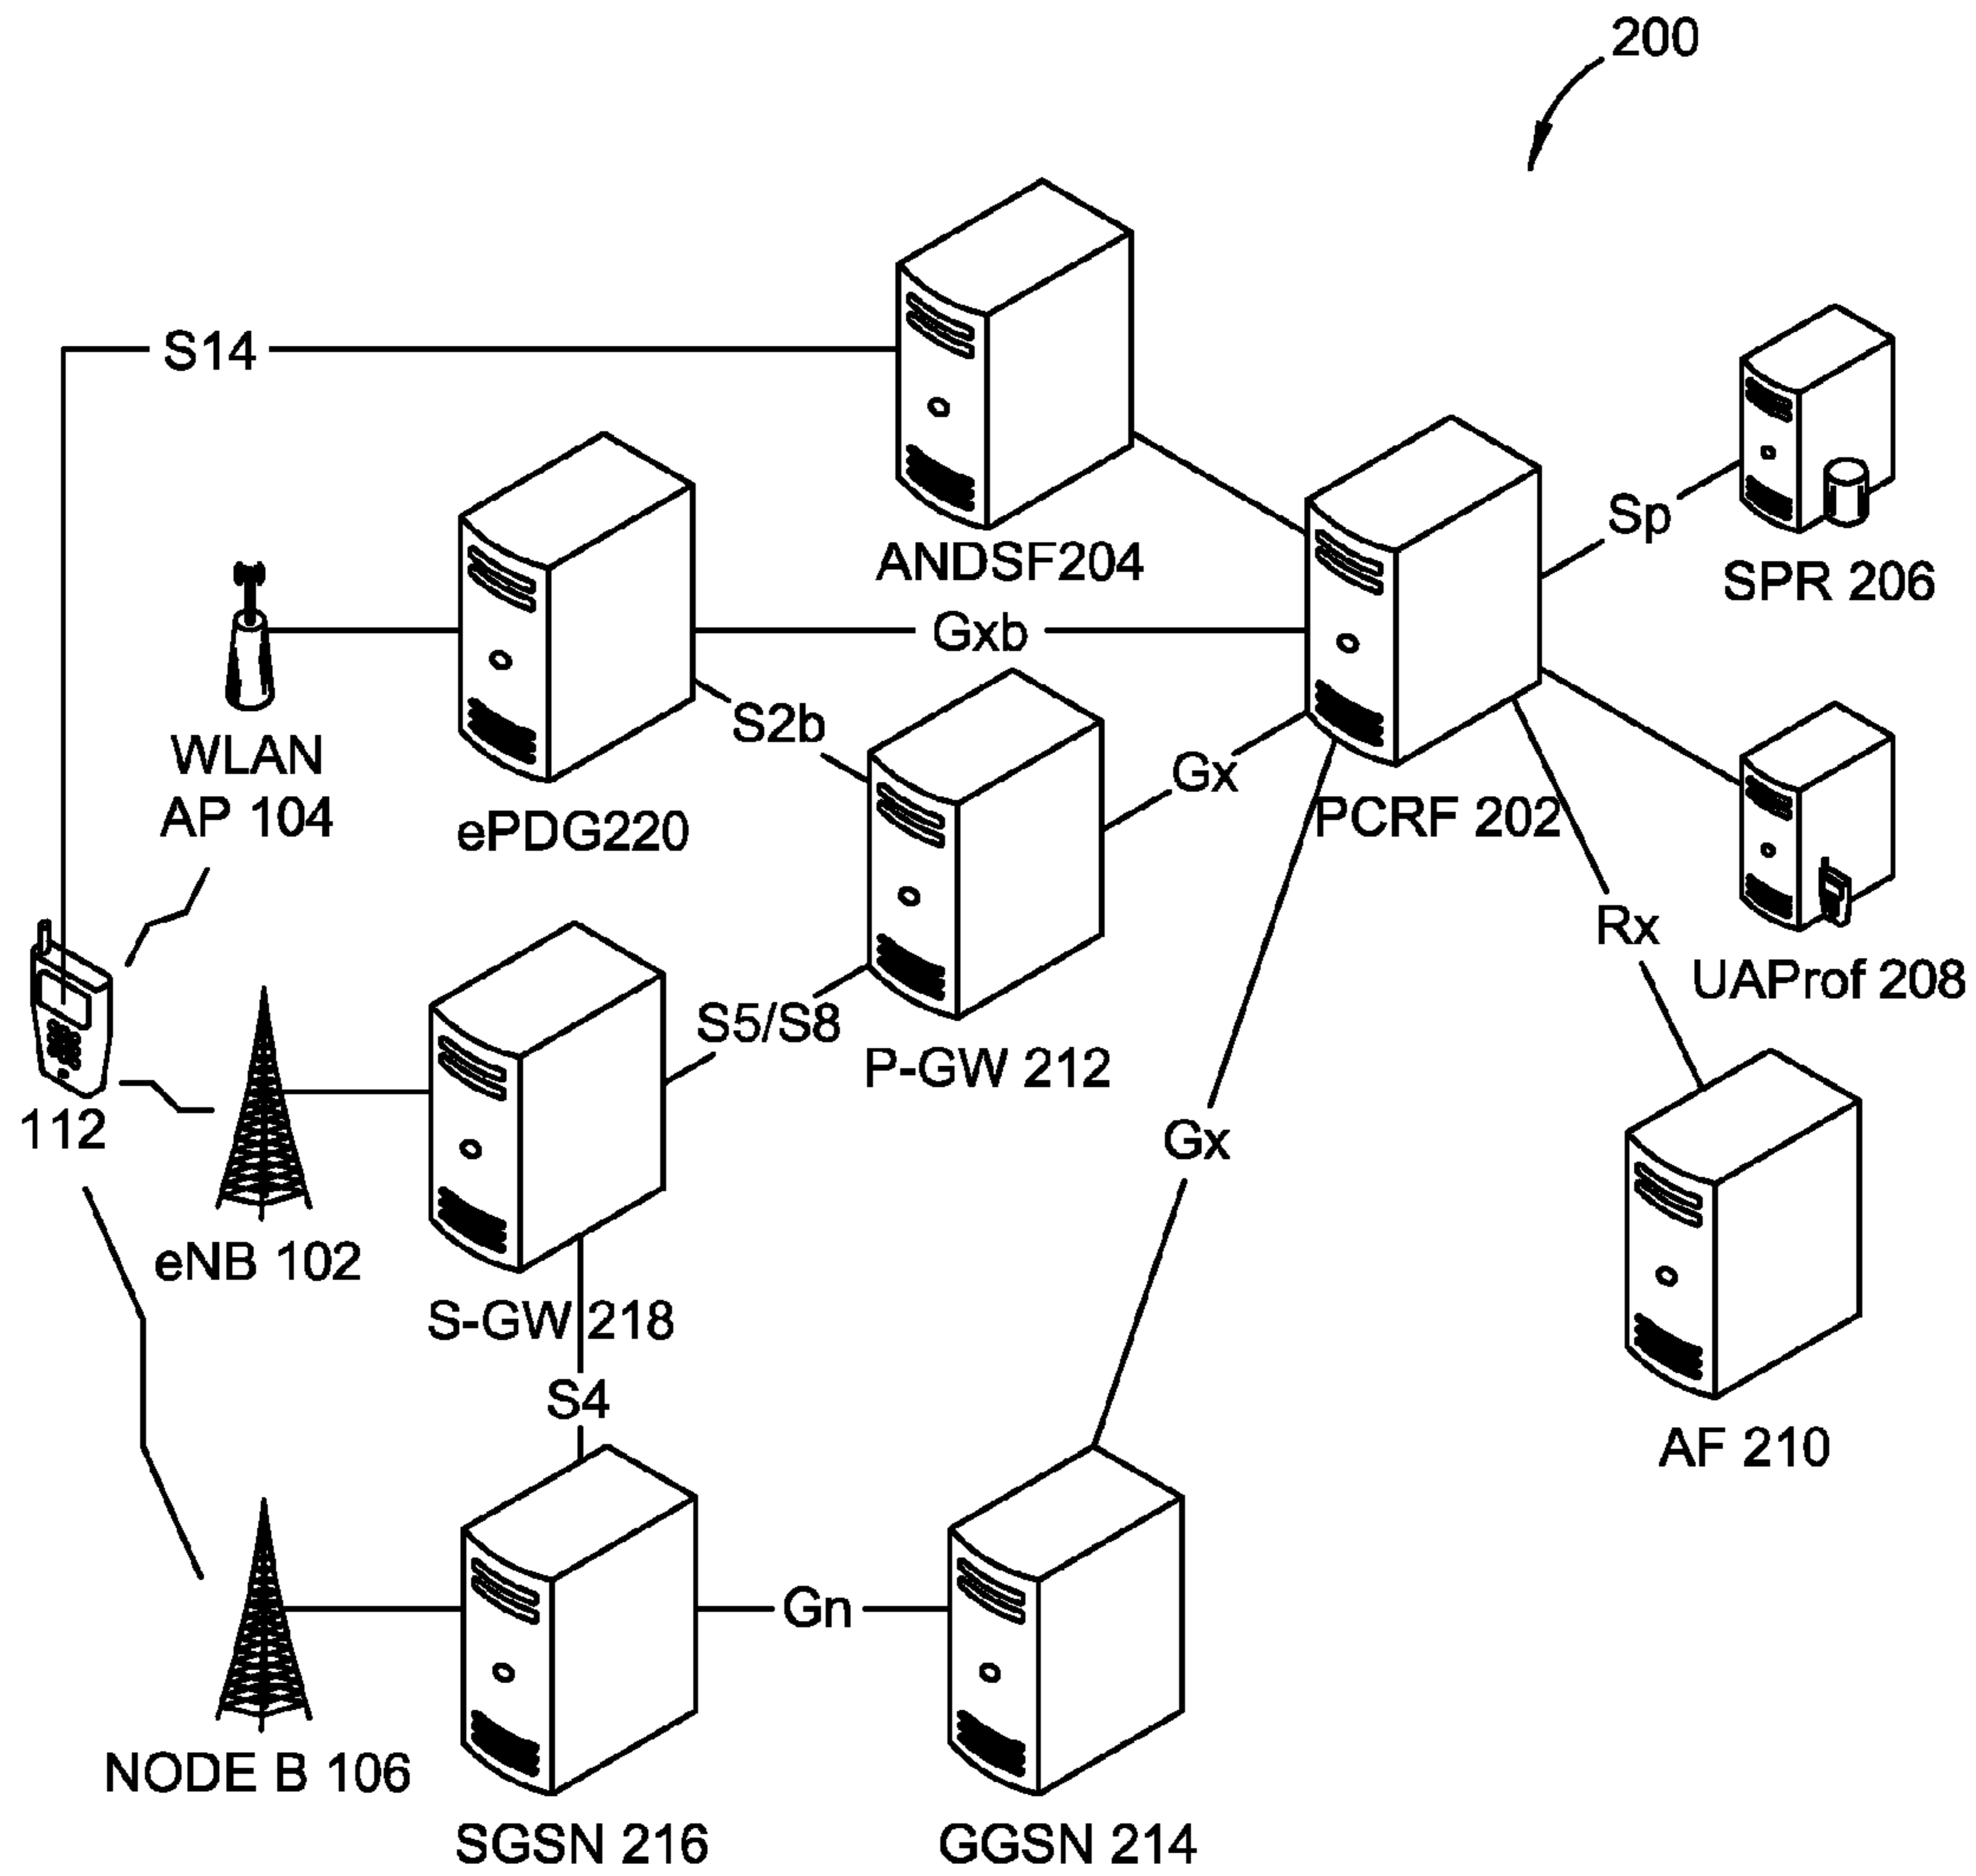 200
S14
ANDSF204
Sp
SPR 206
Gxb
WLAN
AP 104
S2b
ePDG220
Gx
PCRF 202
Rx
UAProf 208
S5/S8
P-GW 212
112
Gx
eNB 102
S-GW 218
S4
AF 210
Gn
NODE B 106
SGSN 216
GGSN 214